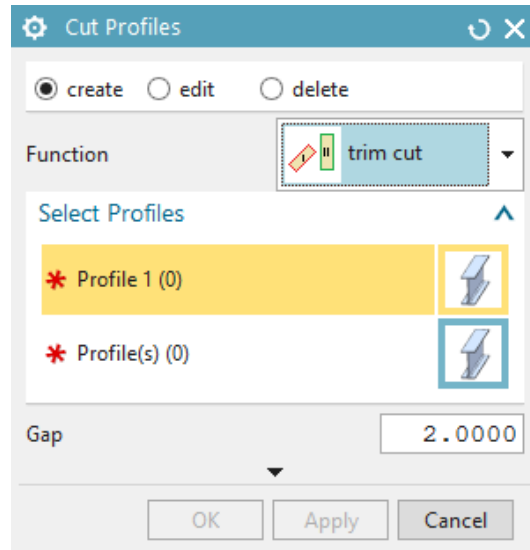 Cut Profiles
create edit delete
Function trim cut
Select Profiles
* Profile 1 (0)
* Profile(s) (0)
Gap 2.0000
OK Apply Cancel